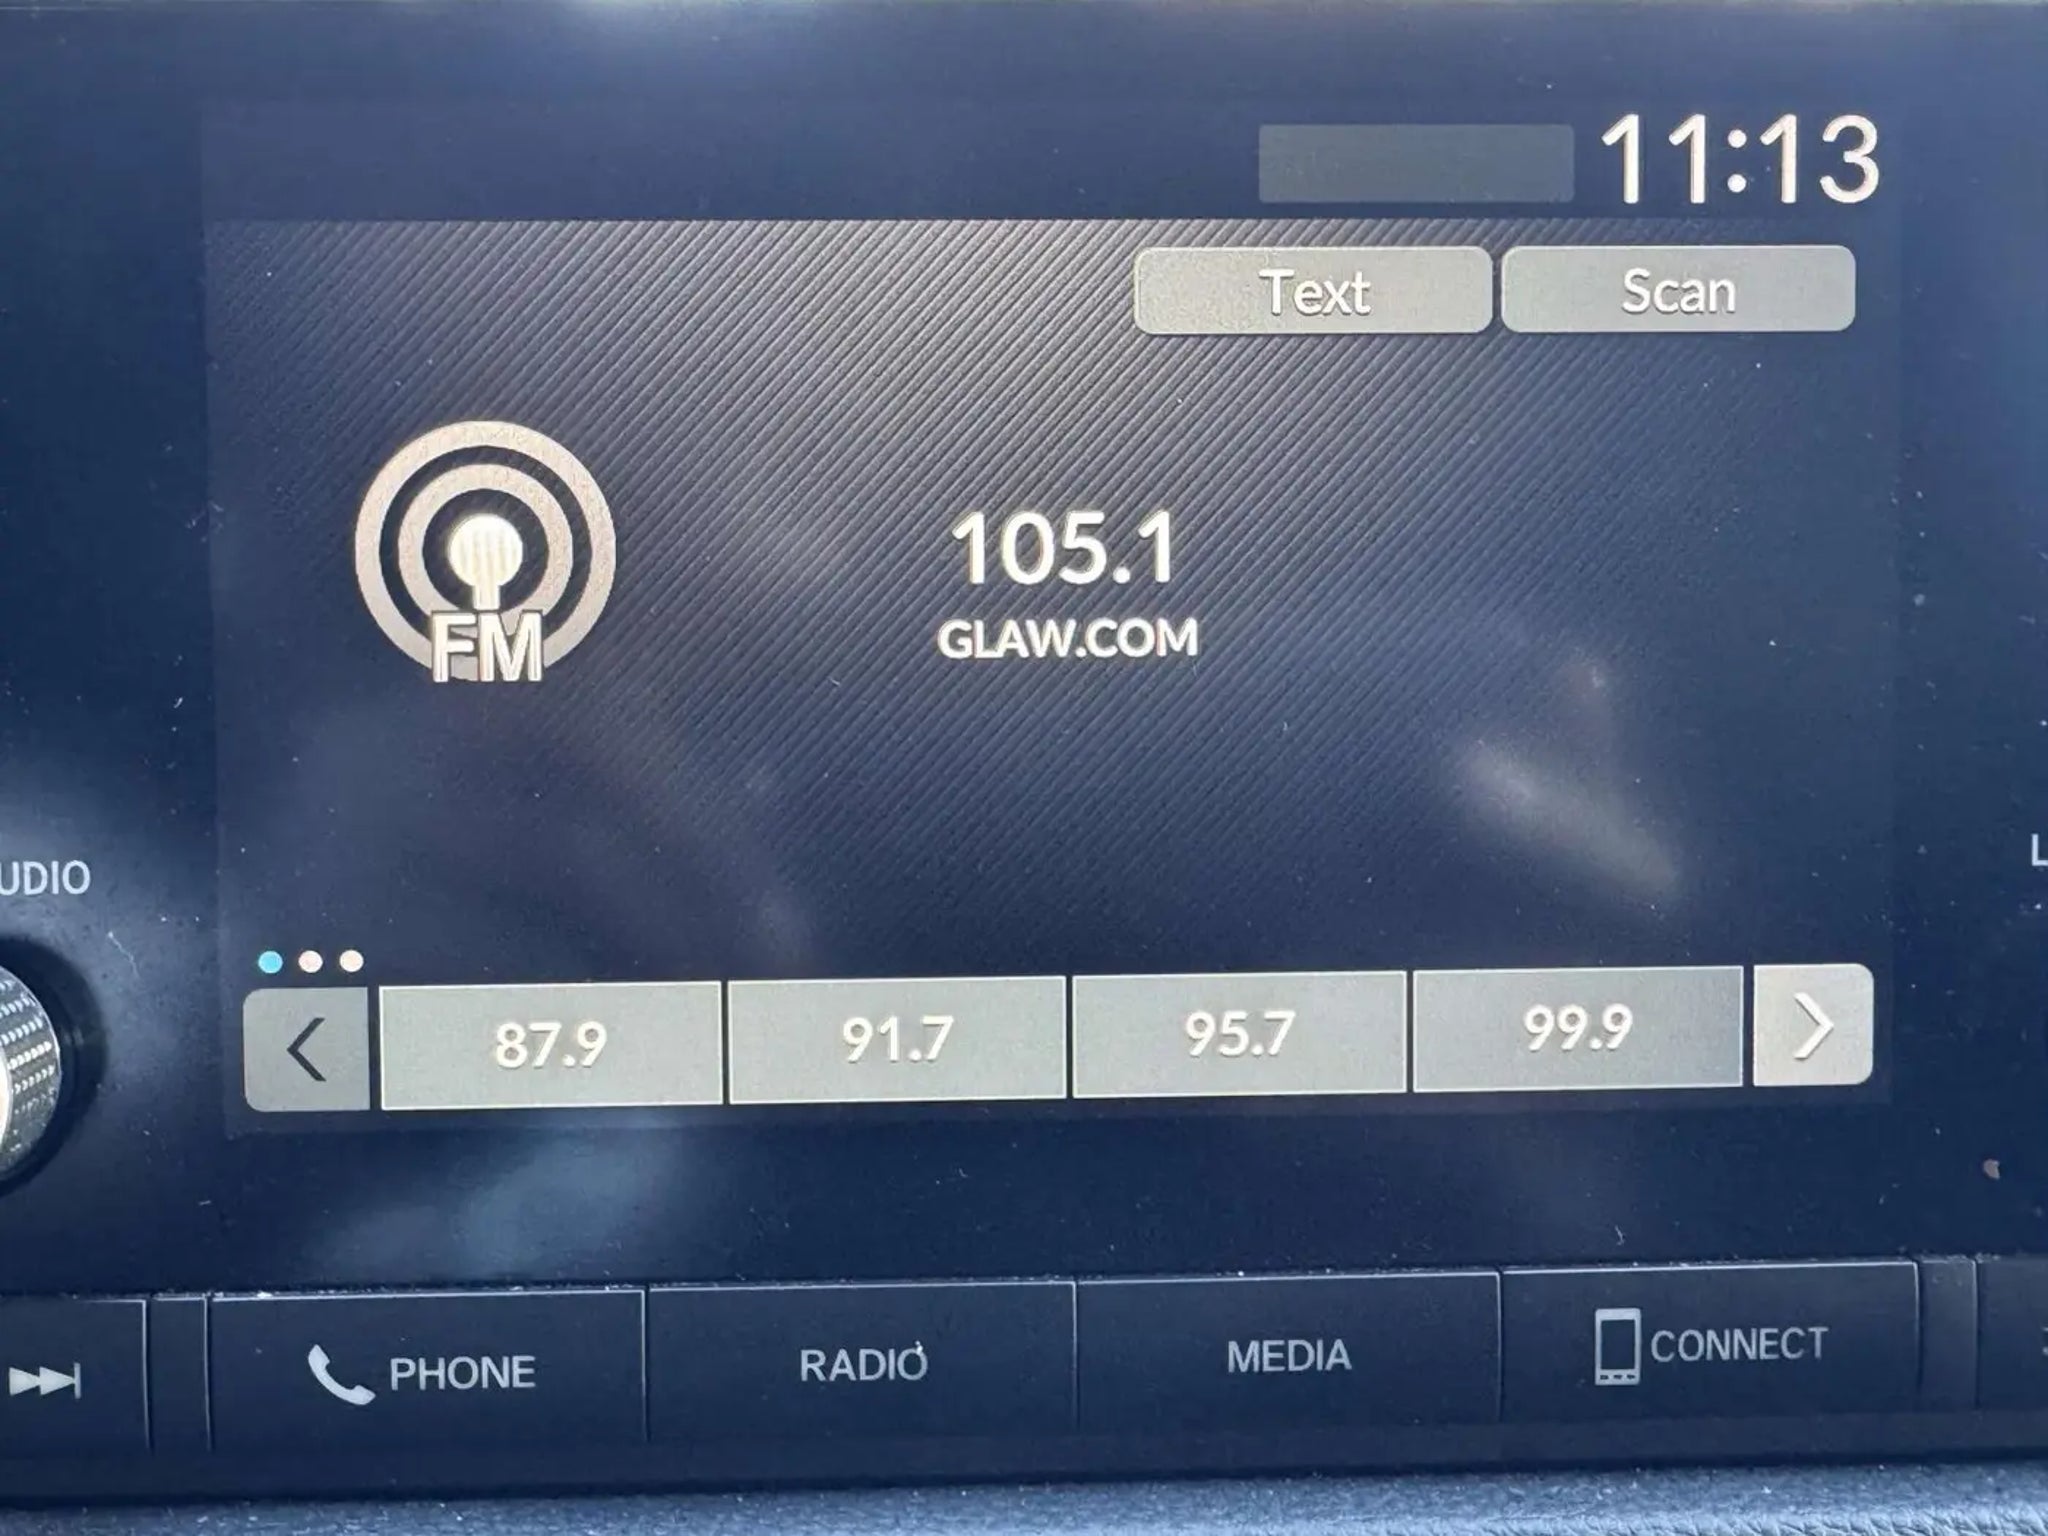 11:13
Text
Scan
FM
105.1
GLAW.COM
UDIO
87.9
91.7
95.7
99.9
PHONE
RADIO
MEDIA
CONNECT